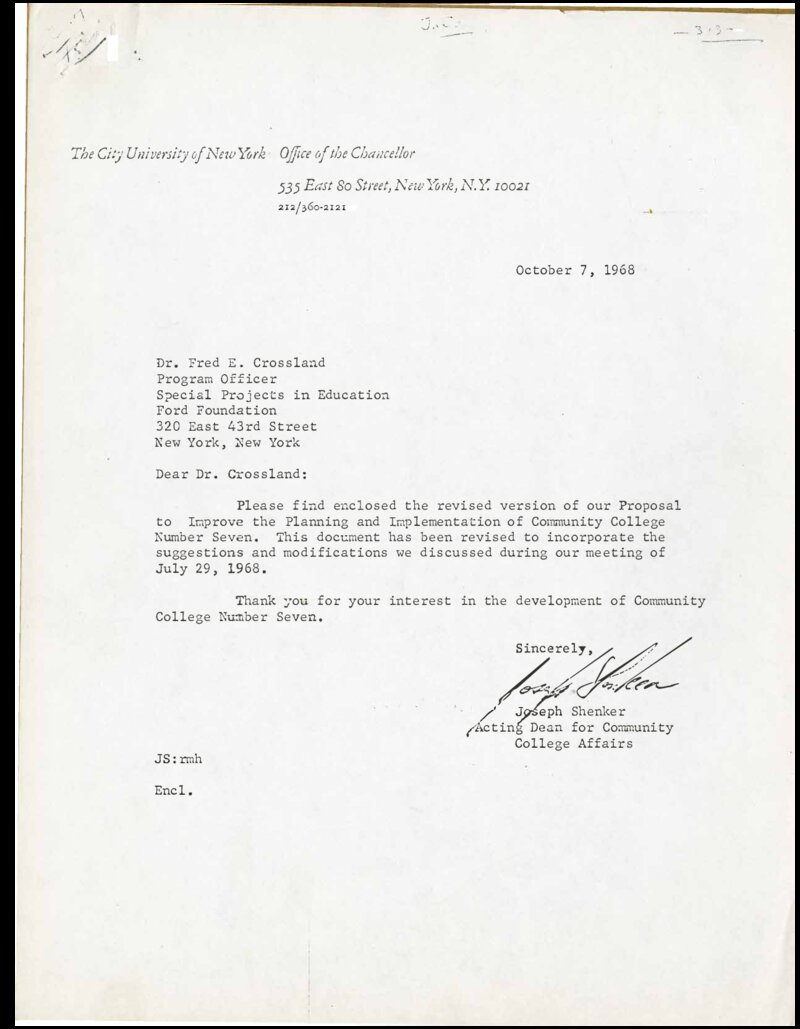 The City University of New York Office of the Chancellor
535 East 80 Street, New York, N.Y. 10021
212/360-2121
October 7, 1968
Dr. Fred E. Crossland
Program Officer
Special Projects in Education
Ford Foundation
320 East 43rd Street
New York, New York
Dear Dr. Crossland:
Please find enclosed the revised version of our Proposal
to Improve the Planning and Implementation of Community College
Number Seven. This document has been revised to incorporate the
suggestions and modifications we discussed during our meeting of
July 29, 1968.
Thank you for your interest in the development of Community
College Number Seven.
Sincerely,
Joseph Shenker
Joseph Shenker
Acting Dean for Community
College Affairs
JS:rmh
Encl.